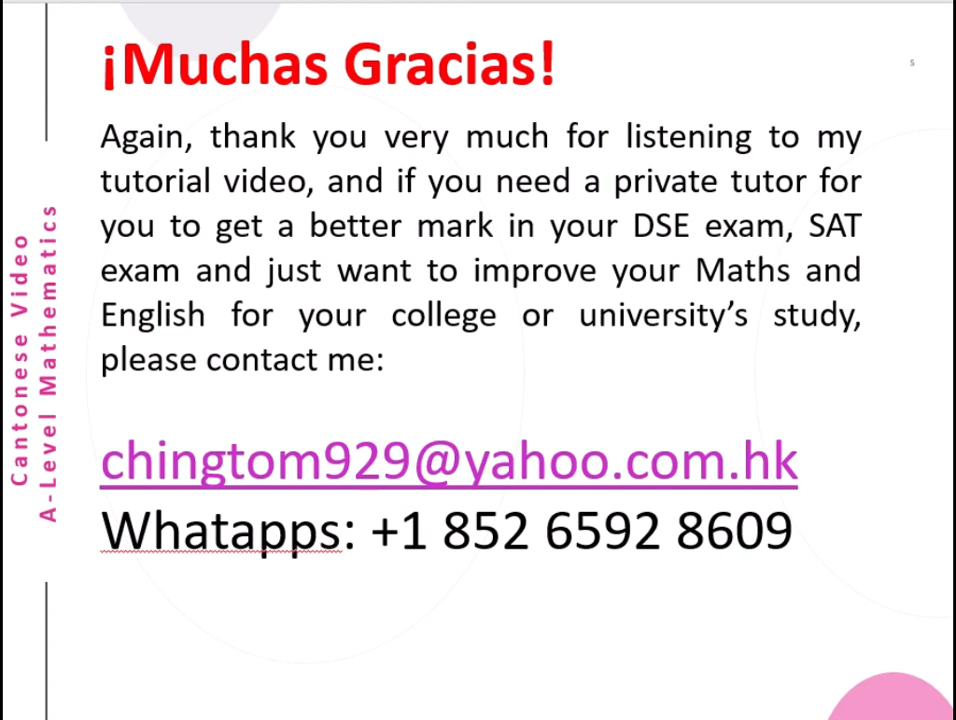 ¡Muchas Gracias!
5
Again, thank you very much for listening to my
tutorial video, and if you need a private tutor for
you to get a better mark in your DSE exam, SAT
exam and just want to improve your Maths and
English for your college or university’s study,
please contact me:
chingtom929@yahoo.com.hk
Whatapps: +1 852 6592 8609
Cantonese Video
A-Level Mathematics